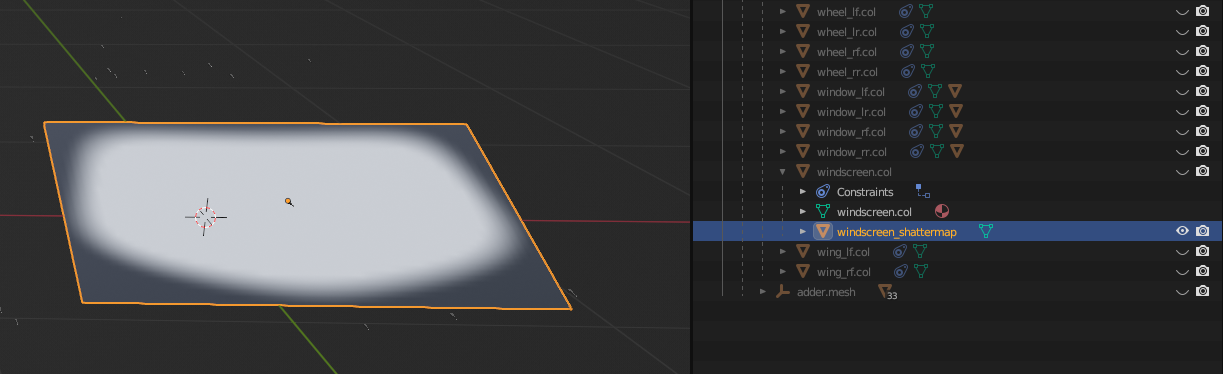 wheel_lf.col
wheel_lr.col
wheel_rf.col
wheel_rr.col
window_lf.col
window_lr.col
window_rf.col
window_rr.col
windscreen.col
Constraints
windscreen.col
windscreen_shattermap
wing_lf.col
wing_rf.col
adder.mesh 33